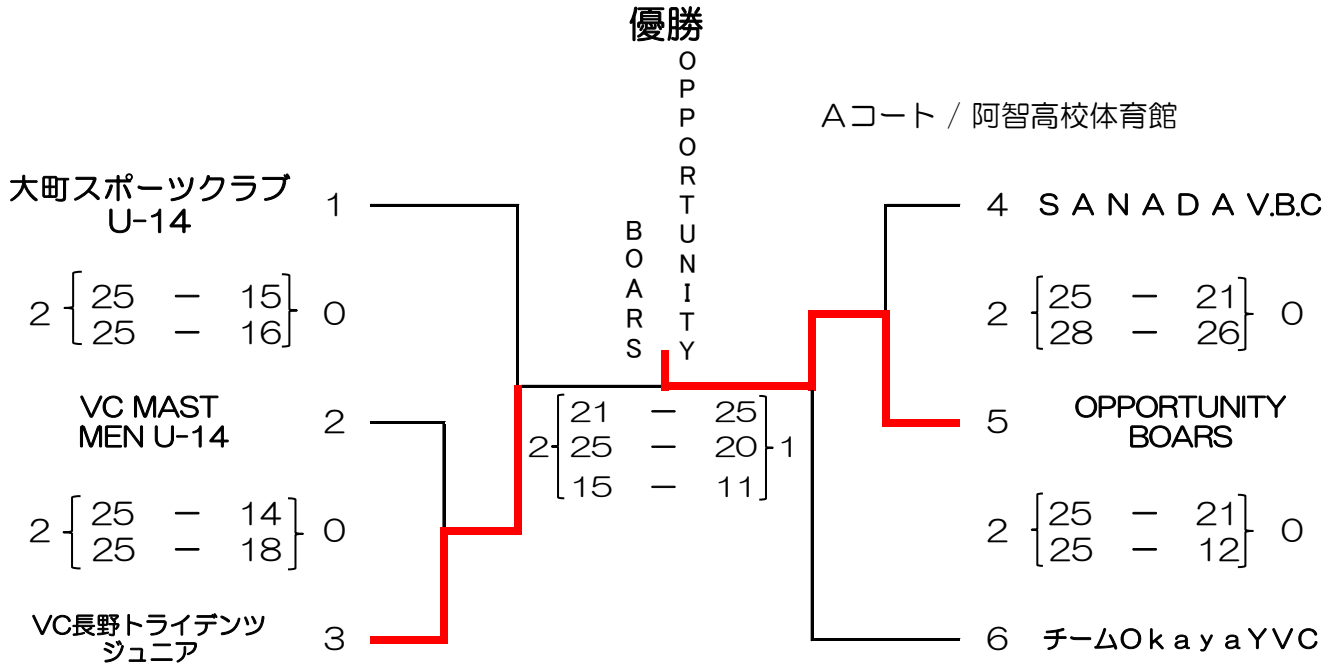 優勝
OPPORTUNITY
BOARS
Aコート / 阿智高校体育館
大町スポーツクラブ
U-14
1
2 25 － 15 0
25 － 16
VC MAST
MEN U-14
2
2 25 － 14 0
25 － 18
VC長野トライデンツ
ジュニア
3
21 － 25
2 25 － 20 1
15 － 11
4 ＳＡＮＡＤＡ V.B.C
2 25 － 21 0
28 － 26
5 OPPORTUNITY
BOARS
2 25 － 21 0
25 － 12
6 チームＯｋａｙａＹＶＣ